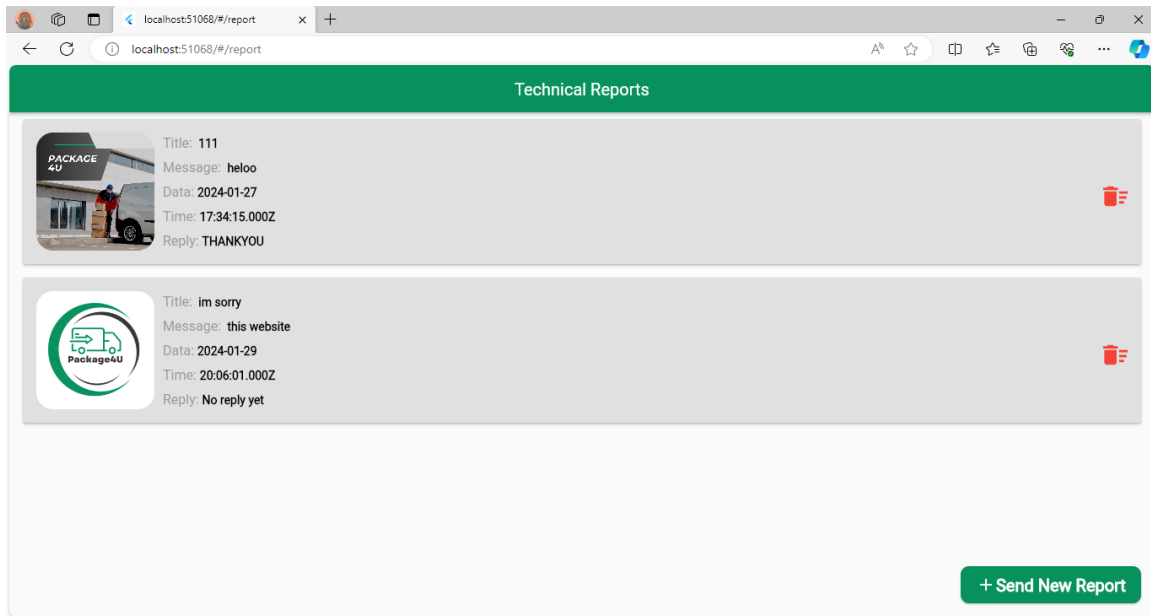 localhost:51068/#/report
localhost:51068/#/report
Technical Reports
PACKAGE
4U
Title: 111
Message: heloo
Data: 2024-01-27
Time: 17:34:15.000Z
Reply: THANKYOU
Package4U
Title: im sorry
Message: this website
Data: 2024-01-29
Time: 20:06:01.000Z
Reply: No reply yet
+ Send New Report